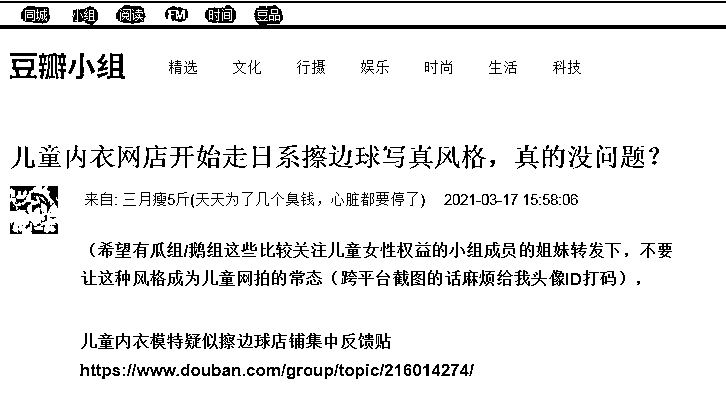 同城 小组 阅读 FM 时间 豆品
豆瓣小组 精选 文化 行摄 娱乐 时尚 生活 科技
儿童内衣网店开始走日系擦边球写真风格，真的没问题？
来自: 三月瘦5斤(天天为了几个臭钱，心脏都要停了) 2021-03-17 15:58:06
（希望有瓜组/鹅组这些比较关注儿童女性权益的小组成员的姐妹转发下，不要
让这种风格成为儿童网拍的常态（跨平台截图的话麻烦给我头像ID打码），
儿童内衣模特疑似擦边球店铺集中反馈贴
https://www.douban.com/group/topic/216014274/